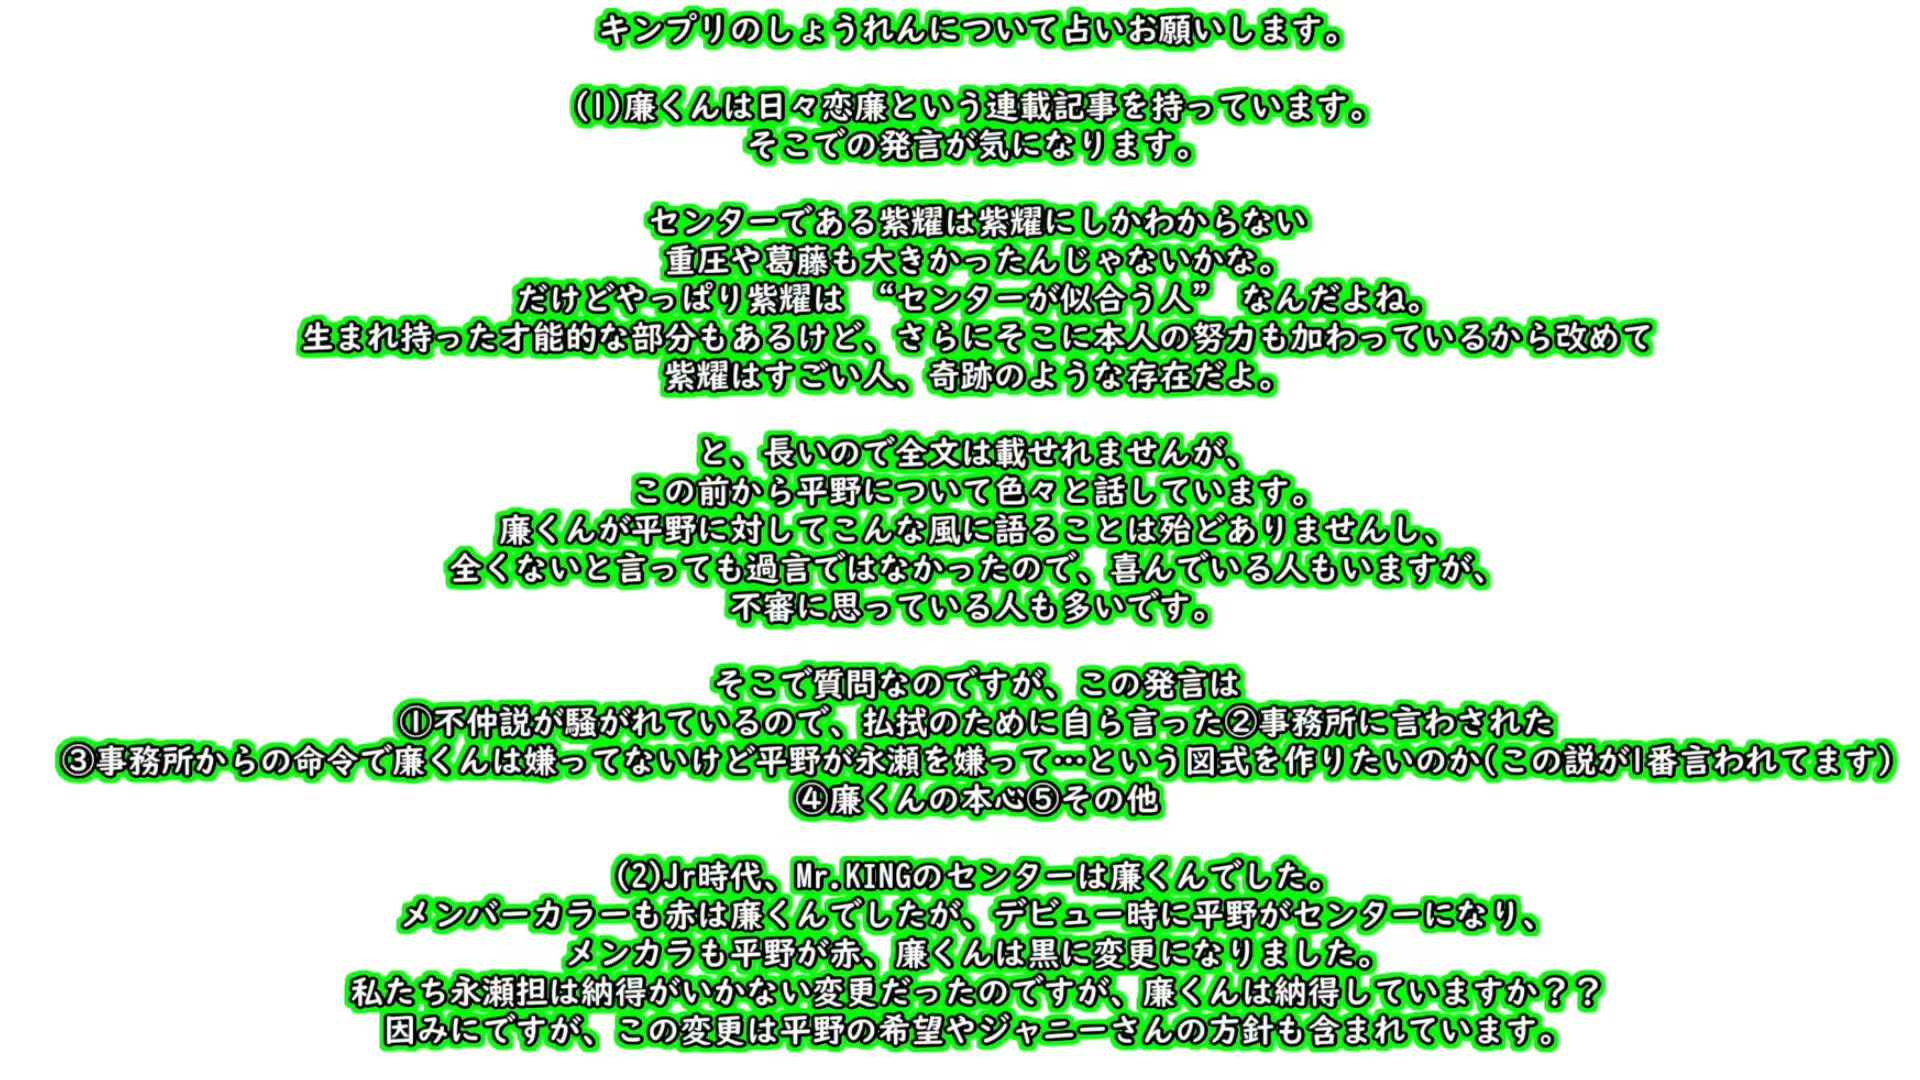 キンプリのしょうれんについて占いお願いします。
(1)廉くんは日々恋廉という連載記事を持っています。
そこでの発言が気になります。
センターである紫耀は紫耀にしかわからない
重圧や葛藤も大きかったんじゃないかな。
だけどやっぱり紫耀は “センターが似合う人” なんだよね。
生まれ持った才能的な部分もあるけど、さらにそこに本人の努力も加わっているから改めて
紫耀はすごい人、奇跡のような存在だよ。
と、長いので全文は載せれませんが、
この前から平野について色々と話しています。
廉くんが平野に対してこんな風に語ることは殆どありませんし、
全くないと言っても過言ではなかったので、喜んでいる人もいますが、
不審に思っている人も多いです。
そこで質問なのですが、この発言は
①不仲説が騒がれているので、払拭のために自ら言った②事務所に言わされた
③事務所からの命令で廉くんは嫌ってないけど平野が永瀬を嫌って…という図式を作りたいのか(この説が1番言われてます)
④廉くんの本心⑤その他
(2)Jr時代、Mr.KINGのセンターは廉くんでした。
メンバーカラーも赤は廉くんでしたが、デビュー時に平野がセンターになり、
メンカラも平野が赤、廉くんは黒に変更になりました。
私たち永瀬担は納得がいかない変更だったのですが、廉くんは納得していますか？？
因みにですが、この変更は平野の希望やジャニーさんの方針も含まれています。